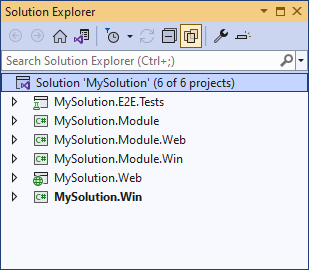 Solution Explorer
Search Solution Explorer (Ctrl+;)
Solution 'MySolution' (6 of 6 projects)
MySolution.E2E.Tests
C# MySolution.Module
C# MySolution.Module.Web
C# MySolution.Module.Win
MySolution.Web
C# MySolution.Win